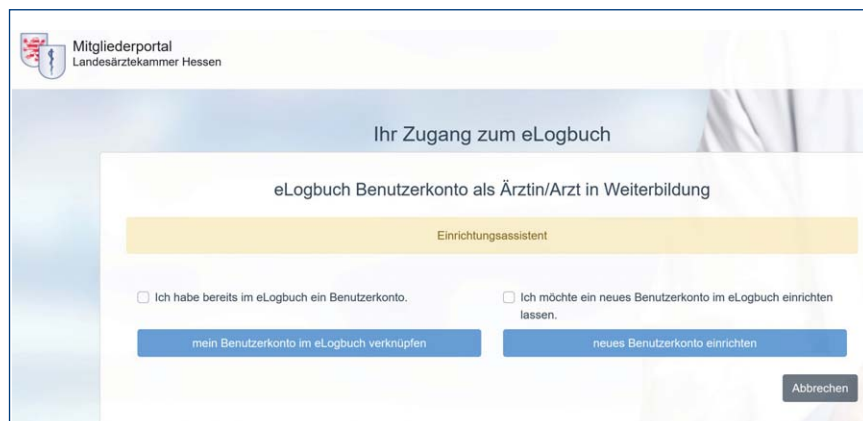 Mitgliederportal
Landesärztekammer Hessen
Ihr Zugang zum eLogbuch
eLogbuch Benutzerkonto als Ärztin/Arzt in Weiterbildung
Einrichtungsassistent
Ich habe bereits im eLogbuch ein Benutzerkonto.
mein Benutzerkonto im eLogbuch verknüpfen
Ich möchte ein neues Benutzerkonto im eLogbuch einrichten
lassen.
neues Benutzerkonto einrichten
Abbrechen